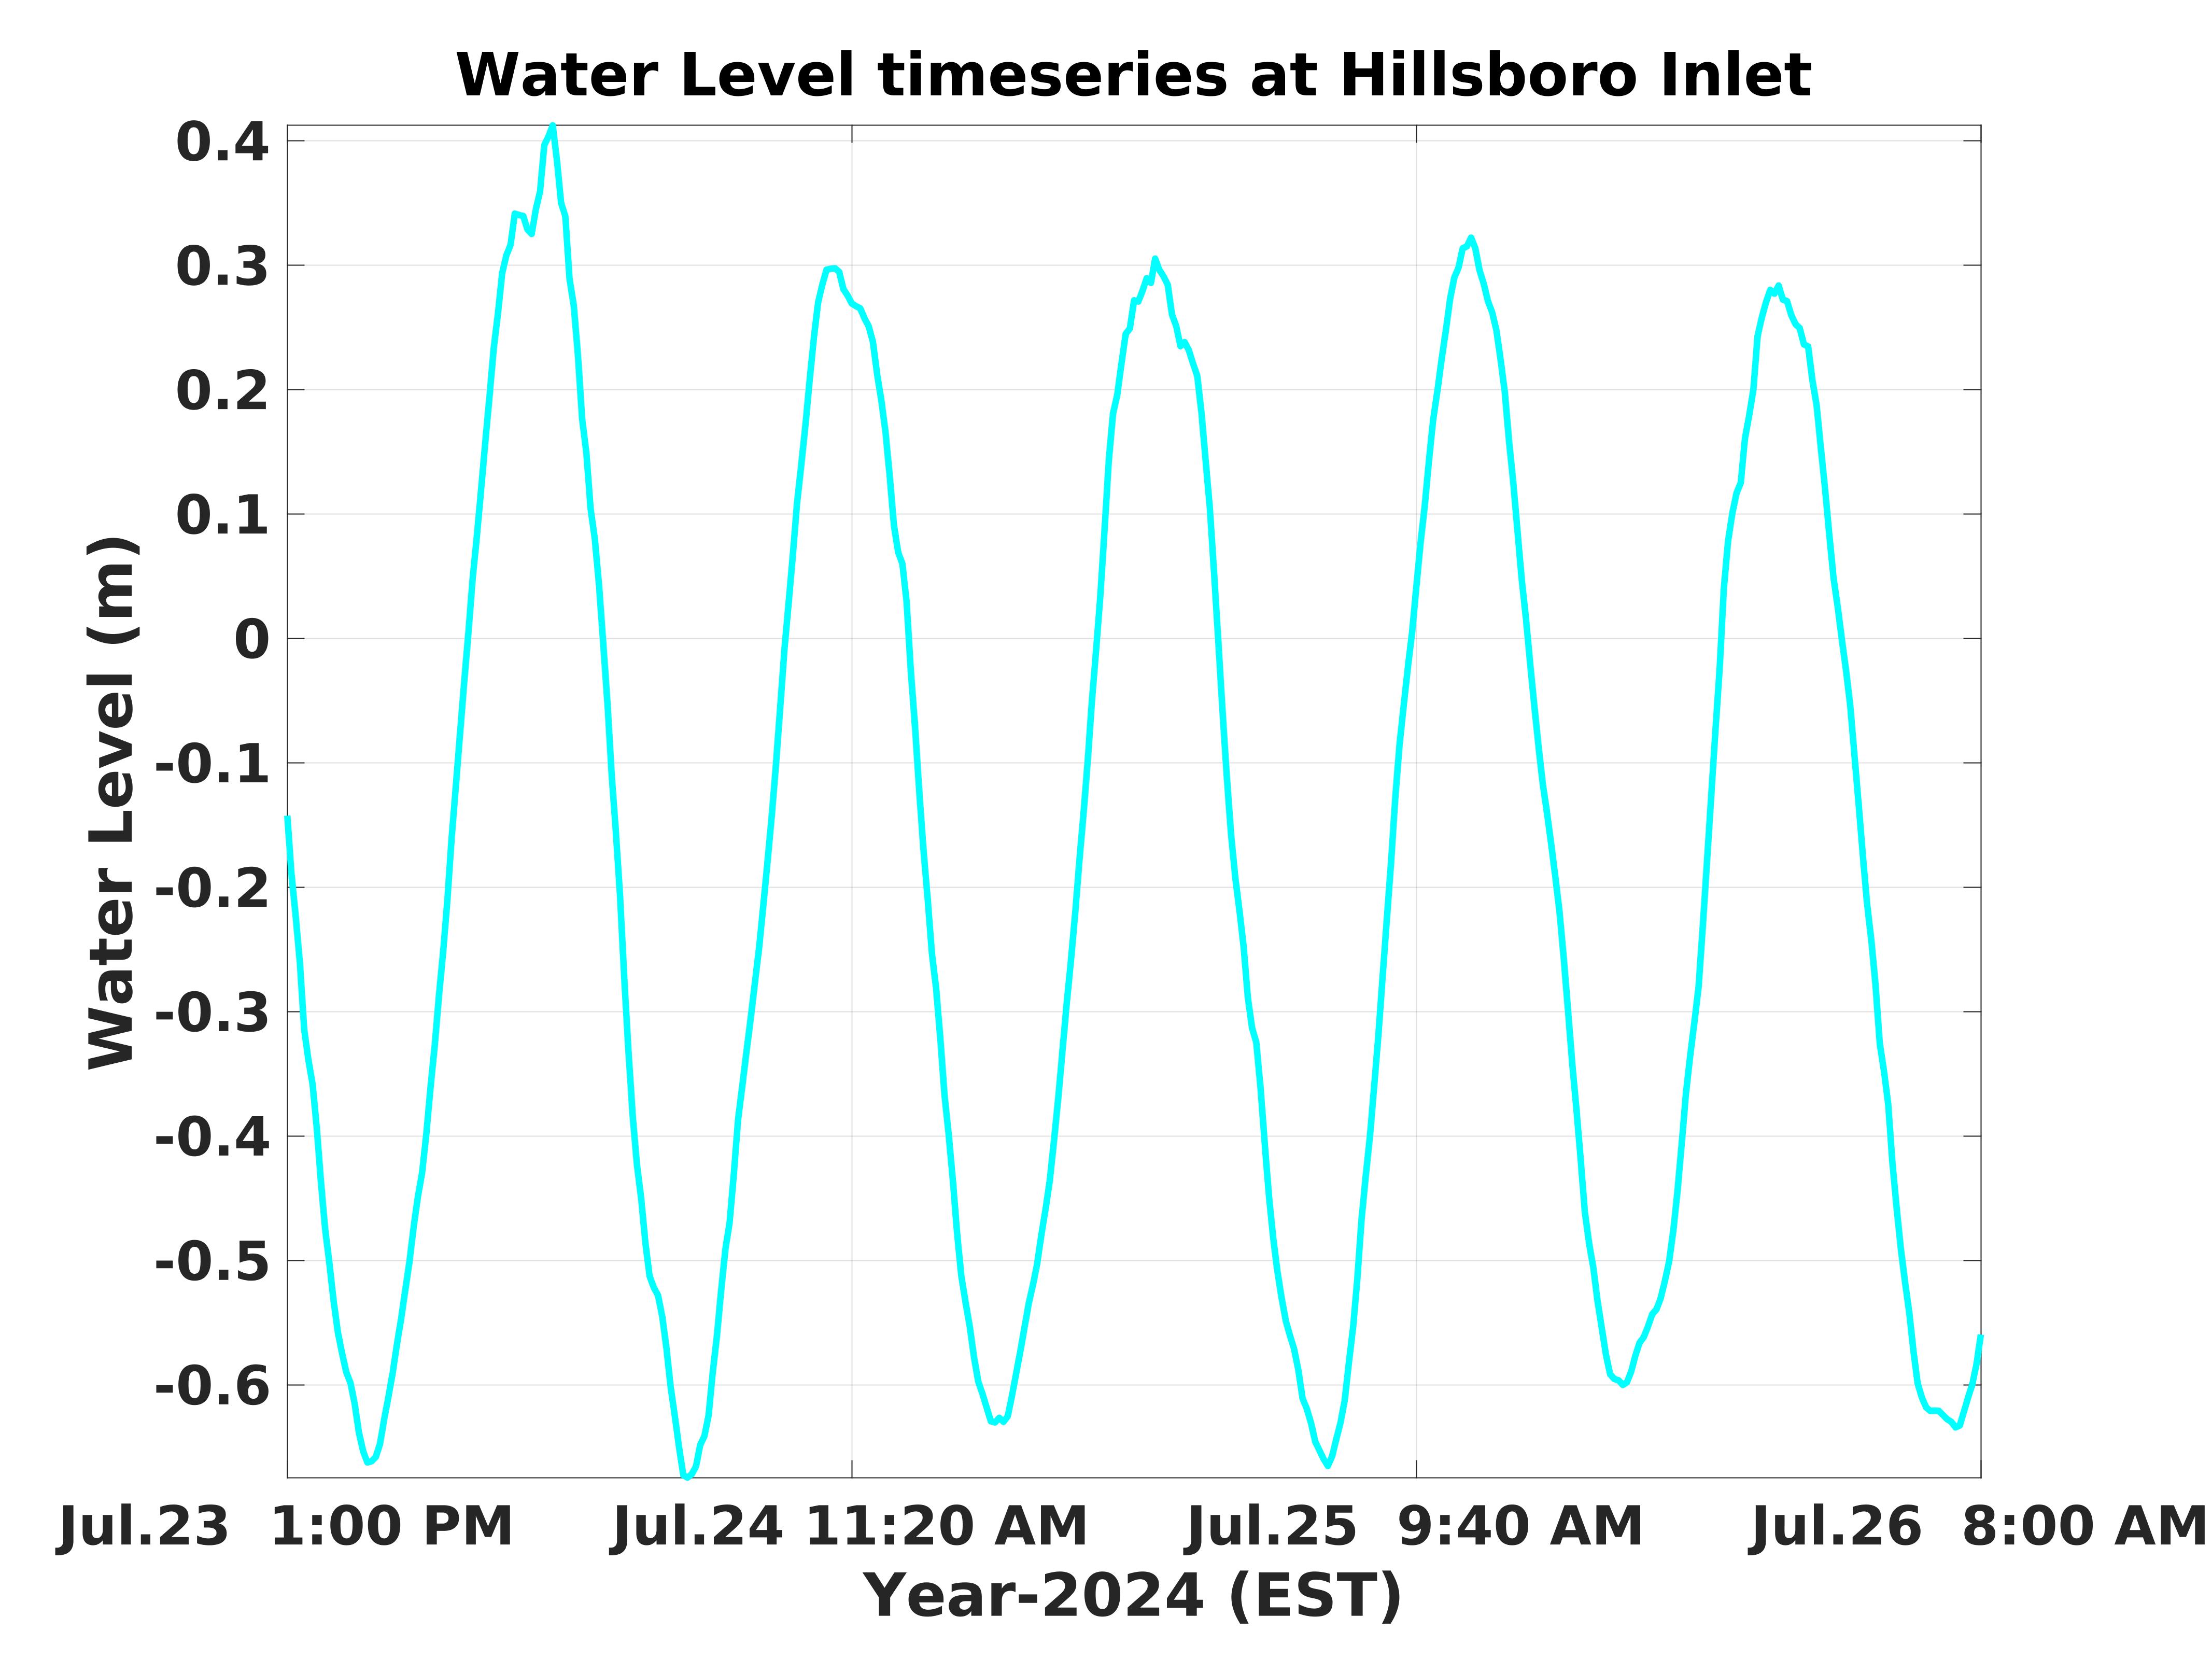 Water Level timeseries at Hillsboro Inlet
Water Level (m)
0.4
0.3
0.2
0.1
0
-0.1
-0.2
-0.3
-0.4
-0.5
-0.6
Jul.23 1:00 PM Jul.24 11:20 AM Jul.25 9:40 AM Jul.26 8:00 AM
Year-2024 (EST)